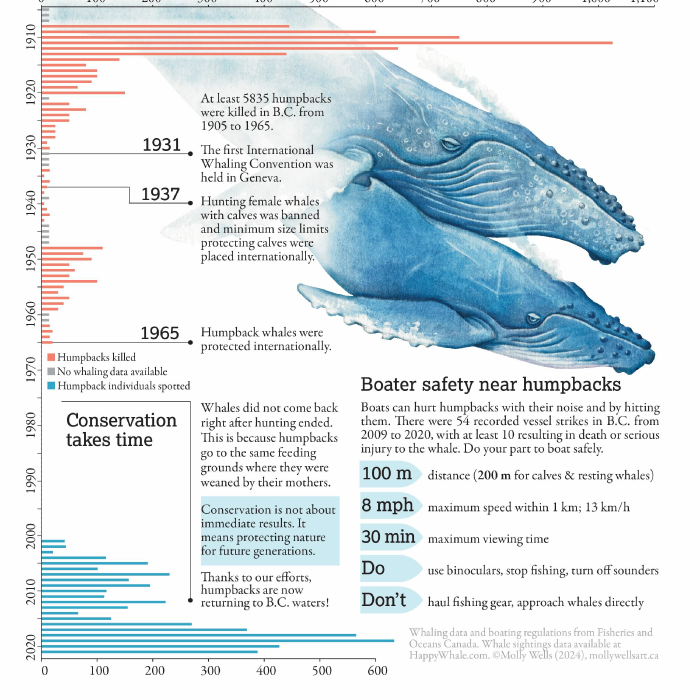 0 100 200 300 400 500 600 700 800 900 1,000 1,100
1910
1920
1930
1940
1950
1960
1970
1980
1990
2000
2010
2020
At least 5835 humpbacks
were killed in B.C. from
1905 to 1965.
1931
The first International
Whaling Convention was
held in Geneva.
1937
Hunting female whales
with calves was banned
and minimum size limits
protecting calves were
placed internationally.
1965
Humpback whales were
protected internationally.
Humpbacks killed
No whaling data available
Humpback individuals spotted
Conservation
takes time
Whales did not come back
right after hunting ended.
This is because humpbacks
go to the same feeding
grounds where they were
weaned by their mothers.
Conservation is not about
immediate results. It
means protecting nature
for future generations.
Thanks to our efforts,
humpbacks are now
returning to B.C. waters!
0 100 200 300 400 500 600
Boater safety near humpbacks
Boats can hurt humpbacks with their noise and by hitting
them. There were 54 recorded vessel strikes in B.C. from
2009 to 2020, with at least 10 resulting in death or serious
injury to the whale. Do your part to boat safely.
100 m distance (200 m for calves & resting whales)
8 mph maximum speed within 1 km; 13 km/h
30 min maximum viewing time
Do use binoculars, stop fishing, turn off sounders
Don't haul fishing gear, approach whales directly
Whaling data and boating regulations from Fisheries and
Oceans Canada. Whale sightings data available at
HappyWhale.com. ©Molly Wells (2024), mollywellsart.ca